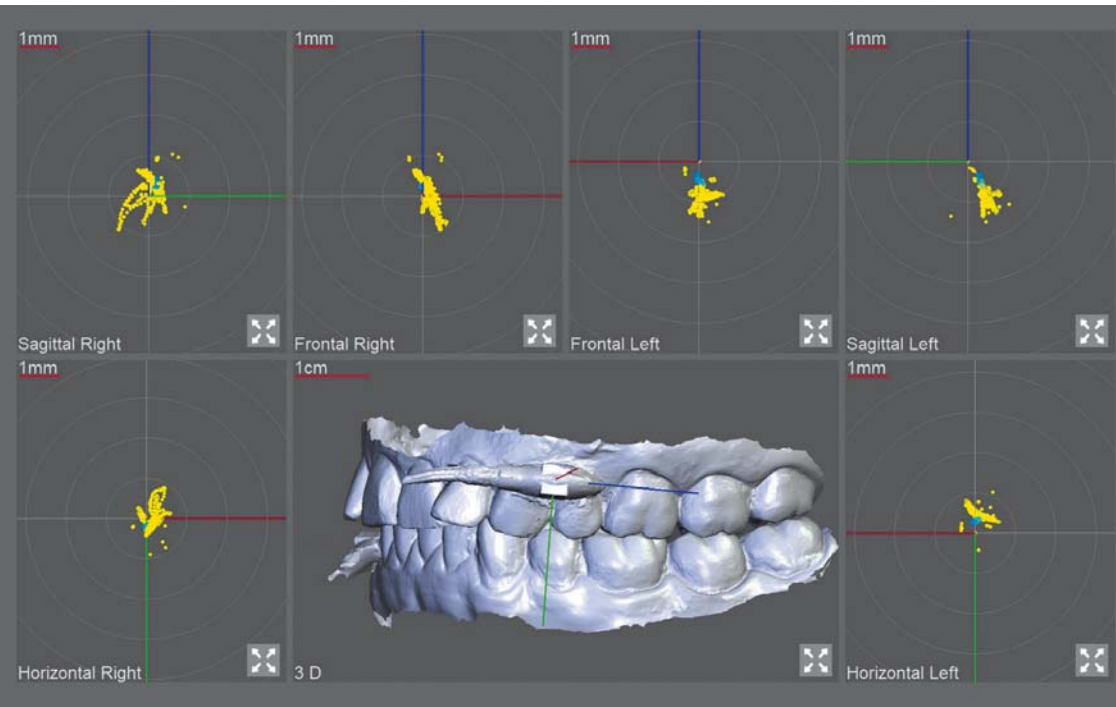 1mm
1mm
1mm
1mm
Sagittal Right
Frontal Right
Frontal Left
Sagittal Left
1mm
1cm
1mm
Horizontal Right
3 D
Horizontal Left